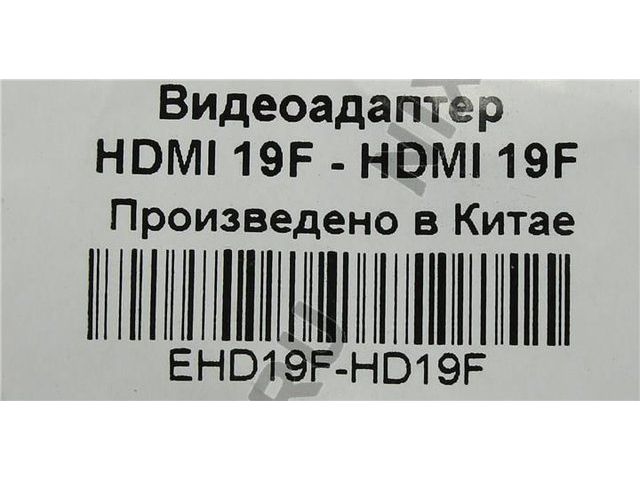 Видеоадаптер
HDMI 19F - HDMI 19F
Произведено в Китае
EHD19F-HD19F